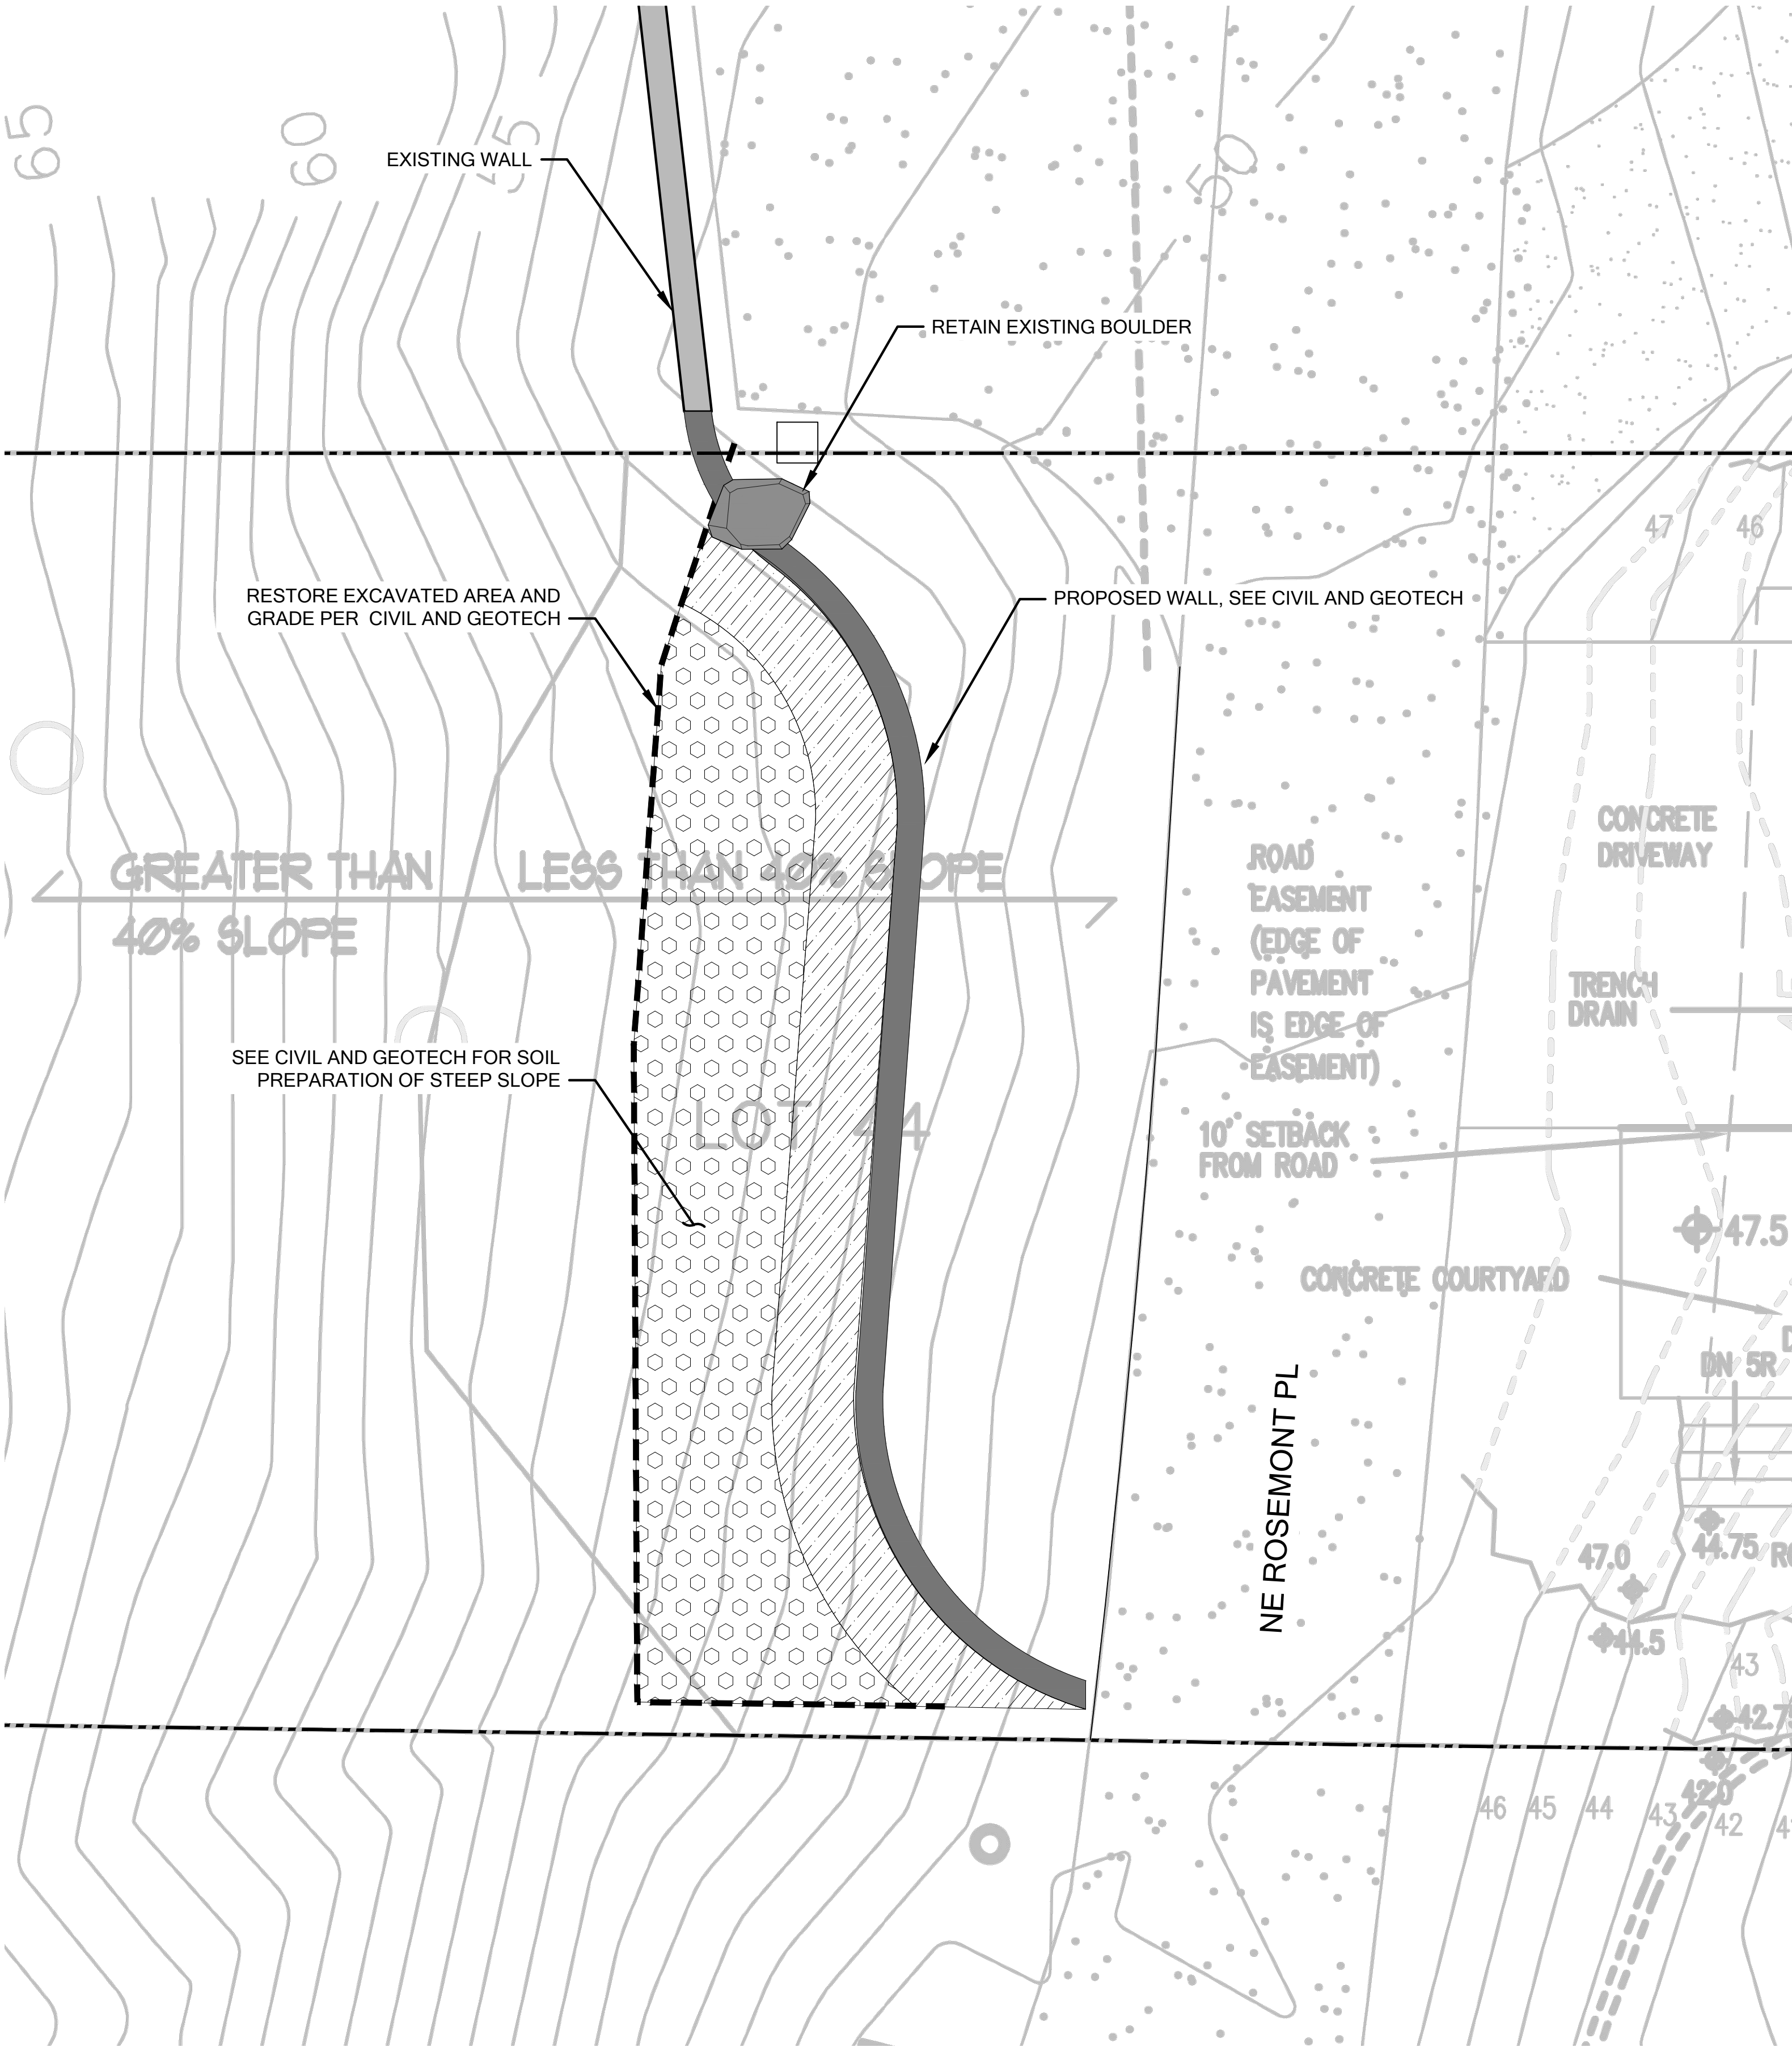 65
60
55
50
EXISTING WALL
RETAIN EXISTING BOULDER
47
46
RESTORE EXCAVATED AREA AND
GRADE PER CIVIL AND GEOTECH
PROPOSED WALL, SEE CIVIL AND GEOTECH
CONCRETE
DRIVEWAY
GREATER THAN
40% SLOPE
LESS THAN 40% SLOPE
ROAD
EASEMENT
(EDGE OF
PAVEMENT
IS EDGE OF
EASEMENT)
TRENCH
DRAIN
SEE CIVIL AND GEOTECH FOR SOIL
PREPARATION OF STEEP SLOPE
LOT 44
10' SETBACK
FROM ROAD
47.5
CONCRETE COURTYARD
DN 5R
NE ROSEMONT PL
44.75
47.0
44.5
43
42.75
42.0
46
45
44
43
42